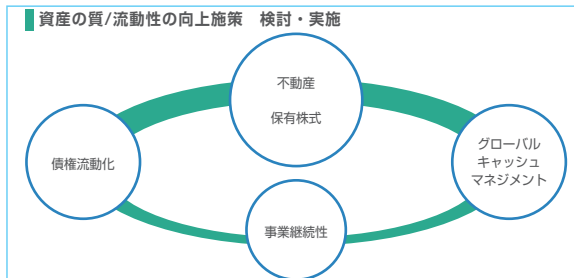 資産の質/流動性の向上施策　検討・実施
不動産
保有株式
債権流動化
グローバル
キャッシュ
マネジメント
事業継続性